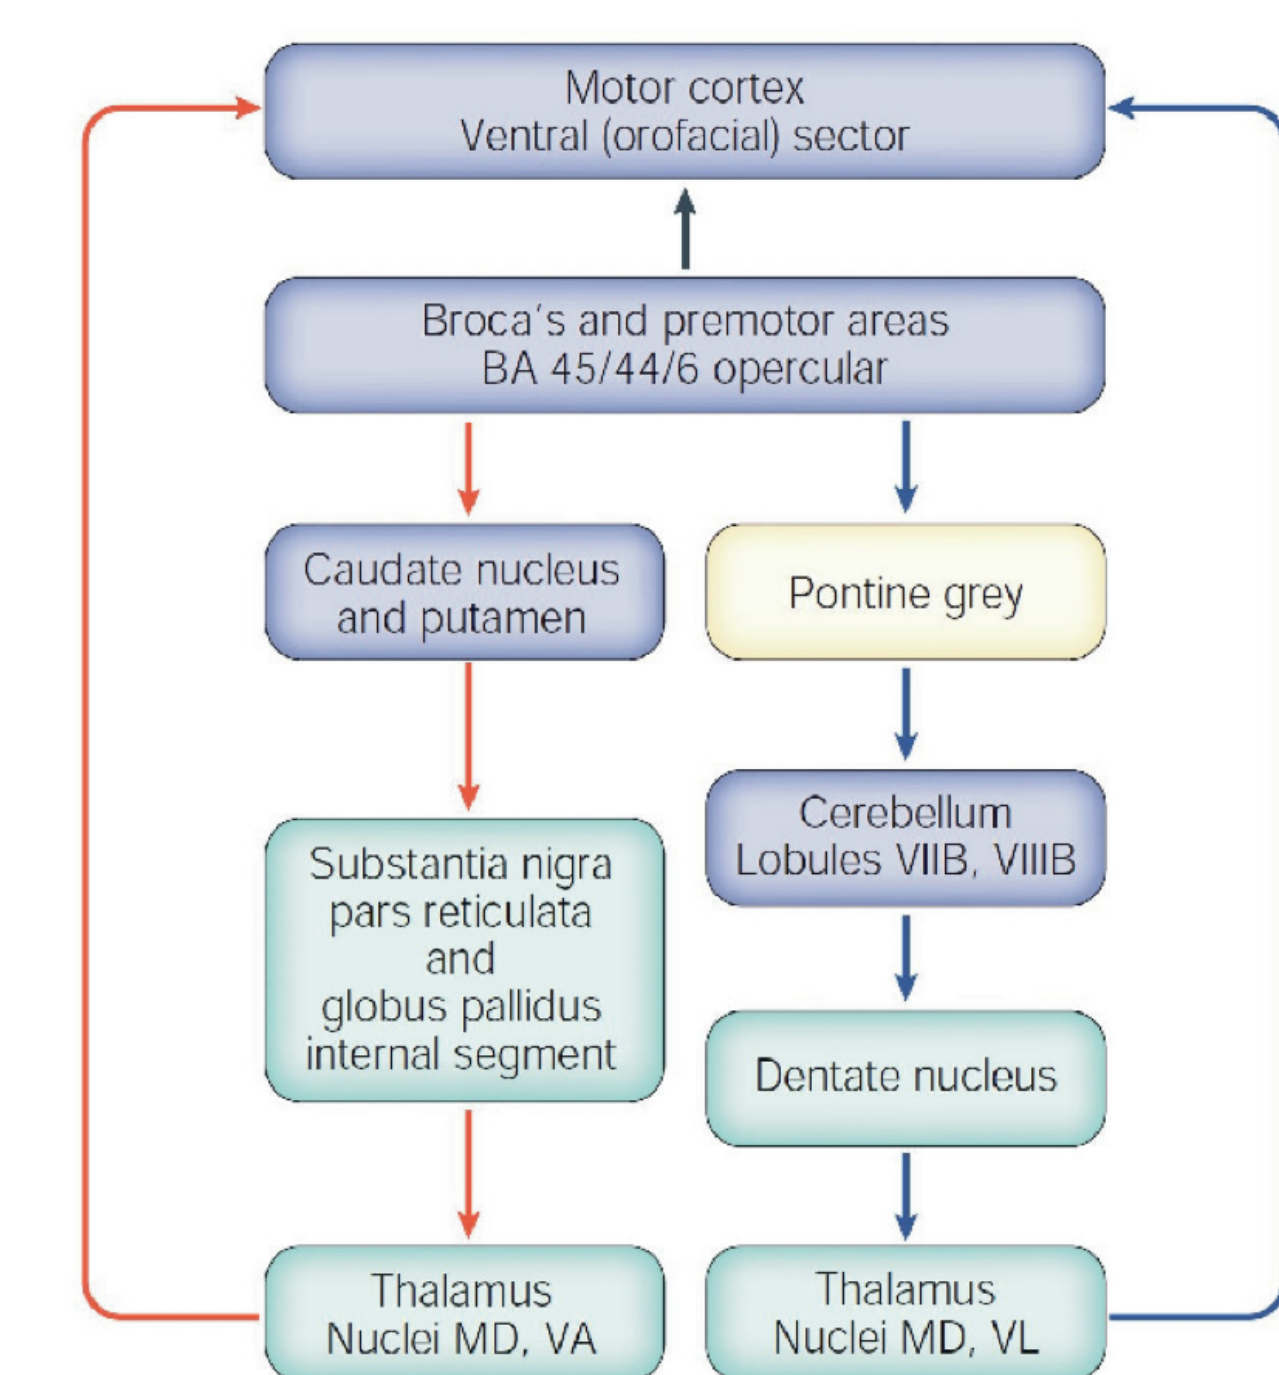 Motor cortex
Ventral (orofacial) sector
Broca's and premotor areas
BA 45/44/6 opercular
Caudate nucleus
and putamen
Pontine grey
Substantia nigra
pars reticulata
and
globus pallidus
internal segment
Cerebellum
Lobules VIIB, VIIIB
Dentate nucleus
Thalamus
Nuclei MD, VA
Thalamus
Nuclei MD, VL